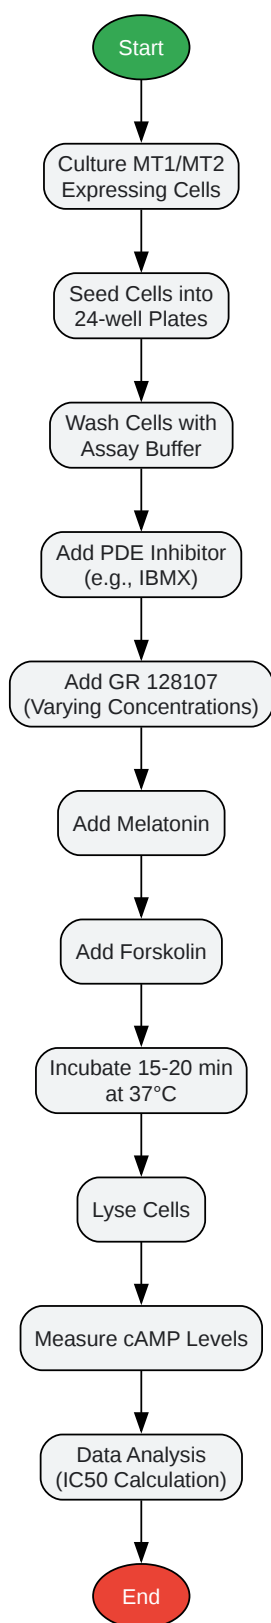 Start
Culture MT1/MT2
Expressing Cells
Seed Cells into
24-well Plates
Wash Cells with
Assay Buffer
Add PDE Inhibitor
(e.g., IBMX)
Add GR 128107
(Varying Concentrations)
Add Melatonin
Add Forskolin
Incubate 15-20 min
at 37°C
Lyse Cells
Measure cAMP Levels
Data Analysis
(IC50 Calculation)
End